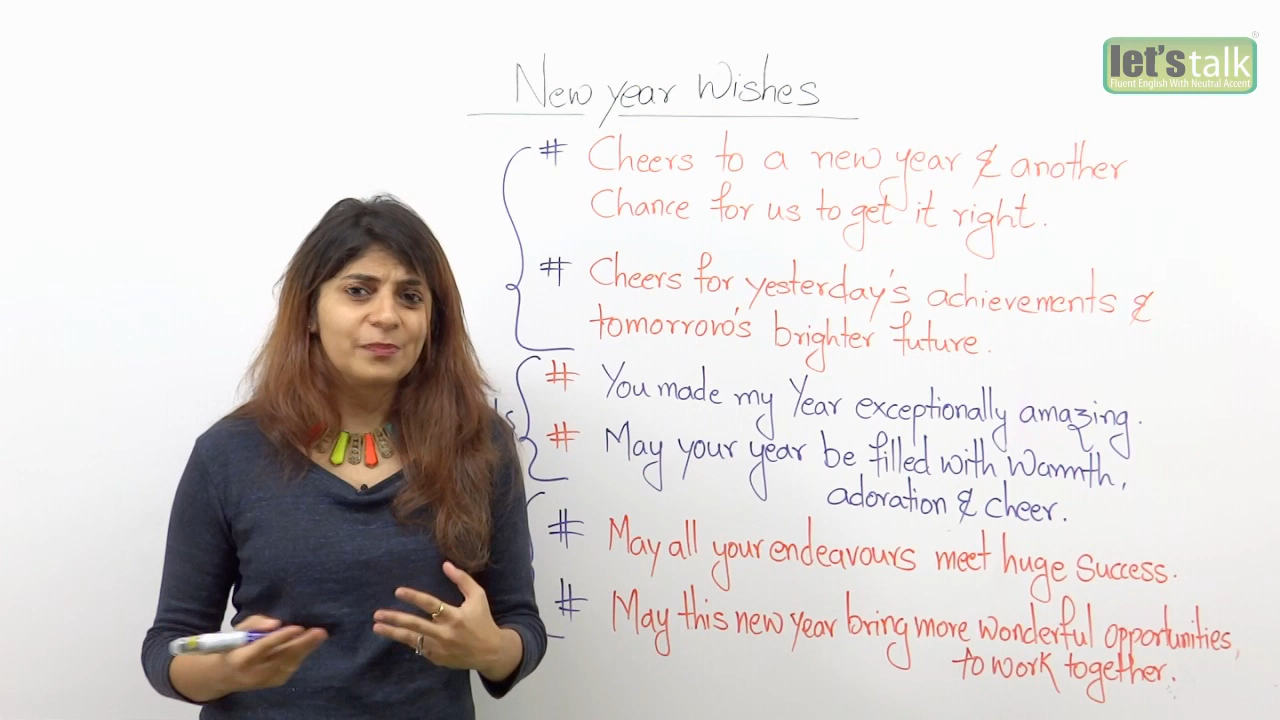 let's talk ®
Fluent English With Neutral Accent
New year Wishes
# Cheers to a new year & another
Chance for us to get it right.
# Cheers for yesterday's achievements &
tomorrow's brighter future.
# You made my Year exceptionally amazing.
# May your year be filled with Warmth,
adoration & cheer.
# May all your endeavours meet huge success.
# May this new year bring more wonderful opportunities,
to work together.